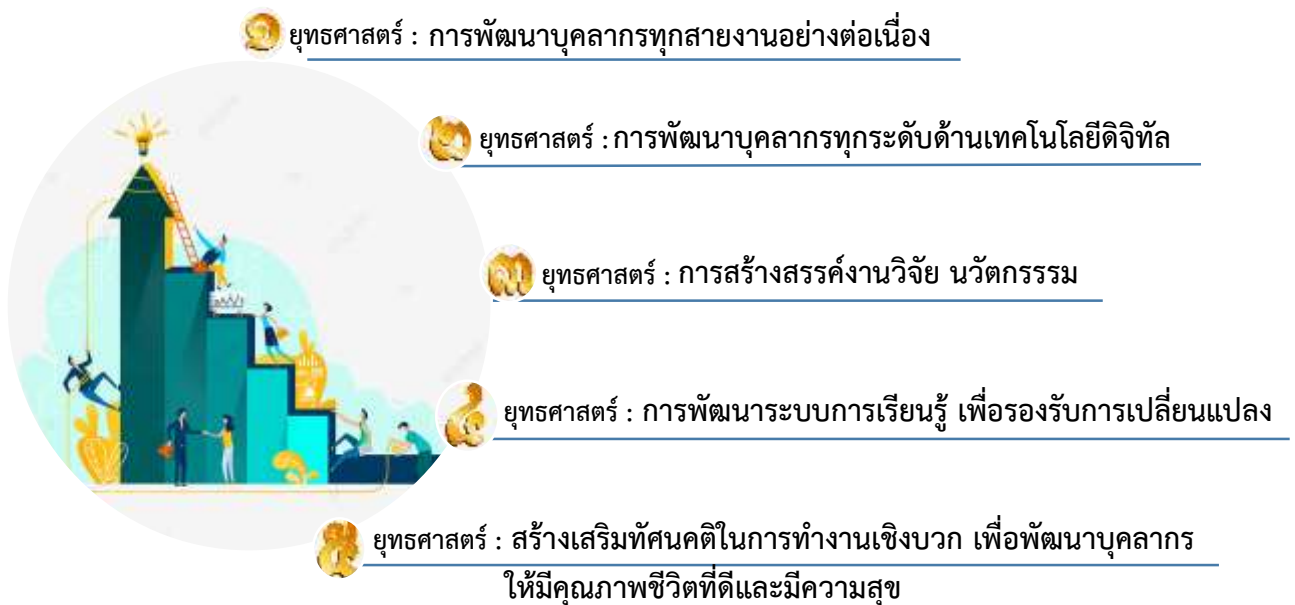 ๑ ยุทธศาสตร์ : การพัฒนาบุคลากรทุกสายงานอย่างต่อเนื่อง
๒ ยุทธศาสตร์ : การพัฒนาบุคลากรทุกระดับด้านเทคโนโลยีดิจิทัล
๓ ยุทธศาสตร์ : การสร้างสรรค์งานวิจัย นวัตกรรรม
๔ ยุทธศาสตร์ : การพัฒนาระบบการเรียนรู้ เพื่อรองรับการเปลี่ยนแปลง
๕ ยุทธศาสตร์ : สร้างเสริมทัศนคติในการทำงานเชิงบวก เพื่อพัฒนาบุคลากร
ให้มีคุณภาพชีวิตที่ดีและมีความสุข